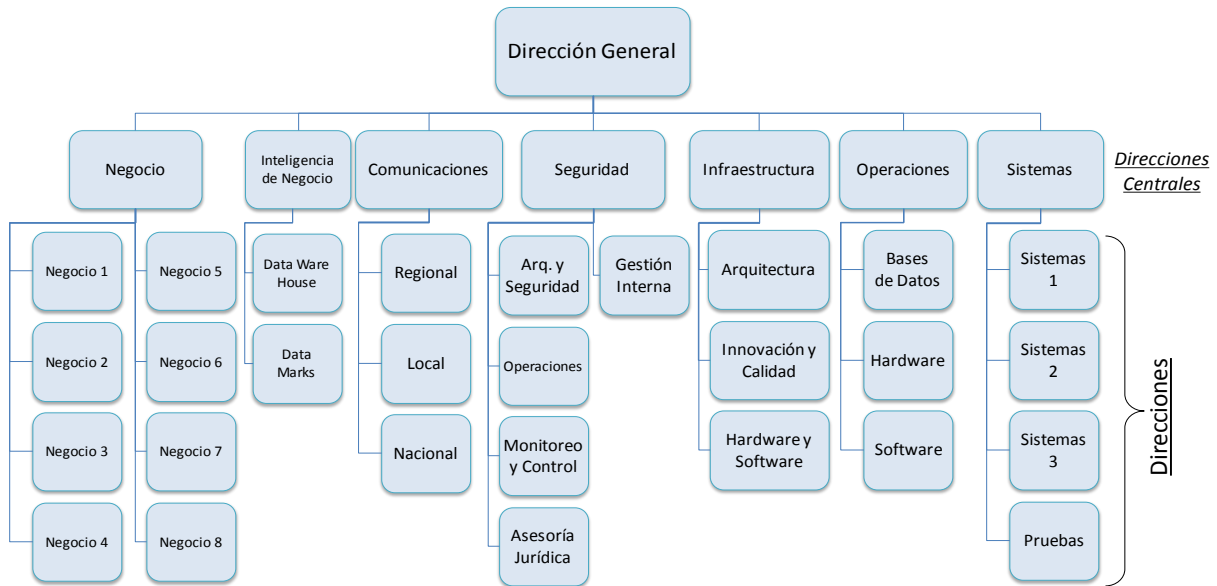 Dirección General
Negocio
Inteligencia
de Negocio
Comunicaciones
Seguridad
Infraestructura
Operaciones
Sistemas
Direcciones
Centrales
Negocio 1
Negocio 5
Data Ware
House
Regional
Arq. y
Seguridad
Gestión
Interna
Arquitectura
Bases
de Datos
Sistemas
1
Negocio 2
Negocio 6
Data
Marks
Local
Operaciones
Innovación y
Calidad
Hardware
Sistemas
2
Negocio 3
Negocio 7
Nacional
Monitoreo
y Control
Hardware y
Software
Software
Sistemas
3
Negocio 4
Negocio 8
Asesoría
Jurídica
Pruebas
Direcciones